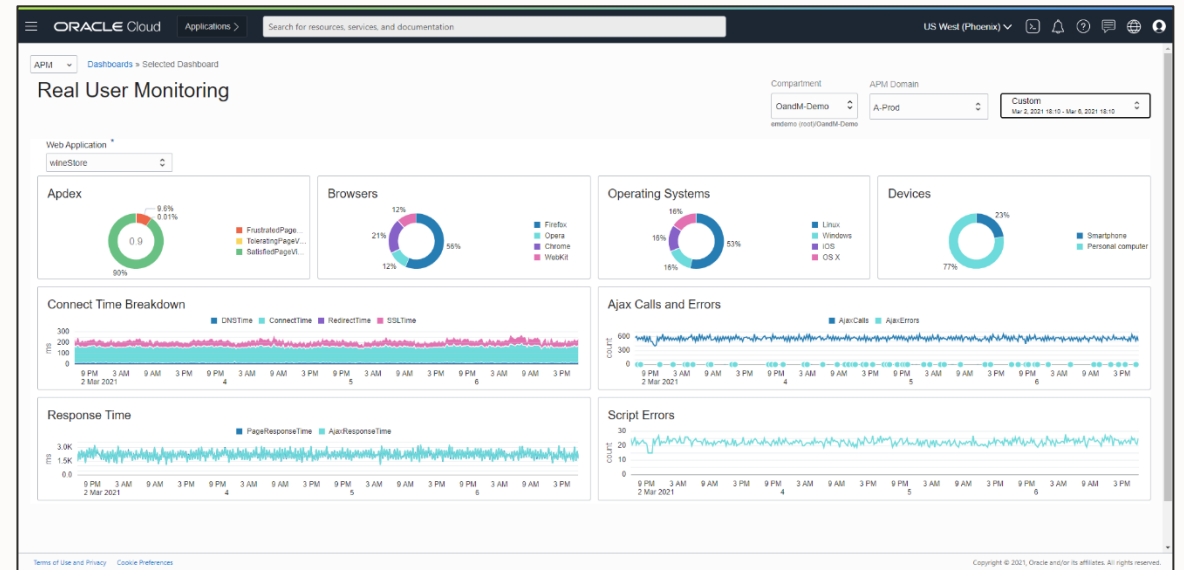 ORACLE Cloud
Applications >
Search for resources, services, and documentation
US West (Phoenix)
APM
Dashboards » Selected Dashboard
Real User Monitoring
Compartment
OandM-Demo
emdemo (root)/OandM-Demo
APM Domain
A-Prod
Custom
Mar 2, 2021 18:10 - Mar 6, 2021 18:10
Web Application *
wineStore
Apdex
9.6%
0.01%
0.9
90%
FrustratedPage...
ToleratingPageV...
SatisfiedPageVi...
Browsers
12%
21%
56%
12%
Firefox
Opera
Chrome
WebKit
Operating Systems
16%
16%
53%
16%
Linux
Windows
IOS
OS X
Devices
23%
77%
Smartphone
Personal computer
Connect Time Breakdown
DNSTime ConnectTime RedirectTime SSLTime
300
200
100
0
ms
9 PM 3 AM 9 AM 3 PM 9 PM 3 AM 9 AM 3 PM 9 PM 3 AM 9 AM 3 PM 9 PM 3 AM 9 AM 3 PM
2 Mar 2021 4 5 6
Ajax Calls and Errors
AjaxCalls AjaxErrors
600
300
0
count
9 PM 3 AM 9 AM 3 PM 9 PM 3 AM 9 AM 3 PM 9 PM 3 AM 9 AM 3 PM 9 PM 3 AM 9 AM 3 PM
2 Mar 2021 4 5 6
Response Time
PageResponseTime AjaxResponseTime
3.0K
1.5K
0.0
ms
9 PM 3 AM 9 AM 3 PM 9 PM 3 AM 9 AM 3 PM 9 PM 3 AM 9 AM 3 PM 9 PM 3 AM 9 AM 3 PM
2 Mar 2021 4 5 6
Script Errors
30
20
10
0
count
9 PM 3 AM 9 AM 3 PM 9 PM 3 AM 9 AM 3 PM 9 PM 3 AM 9 AM 3 PM 9 PM 3 AM 9 AM 3 PM
2 Mar 2021 4 5 6
Terms of Use and Privacy Cookie Preferences
Copyright © 2021, Oracle and/or its affiliates. All rights reserved.